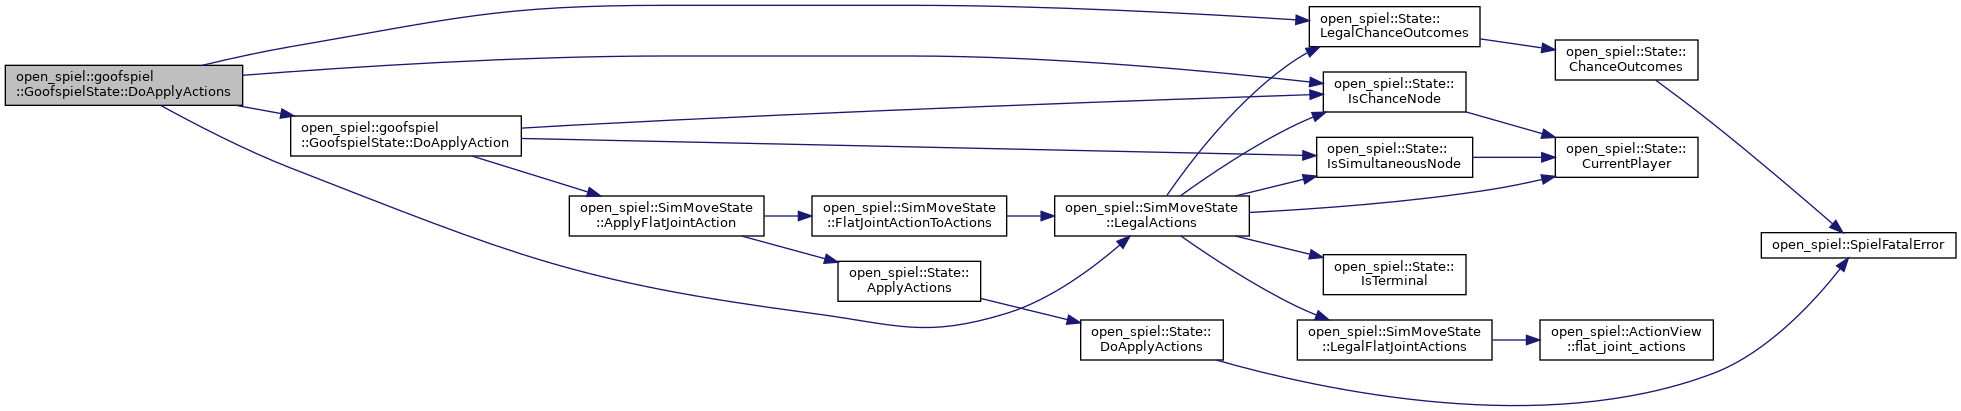 open_spiel::goofspiel
::GoofspielState::DoApplyActions
open_spiel::goofspiel
::GoofspielState::DoApplyAction
open_spiel::SimMoveState
::ApplyFlatJointAction
open_spiel::SimMoveState
::FlatJointActionToActions
open_spiel::State::
ApplyActions
open_spiel::SimMoveState
::LegalActions
open_spiel::State::
DoApplyActions
open_spiel::State::
LegalChanceOutcomes
open_spiel::State::
IsChanceNode
open_spiel::State::
IsSimultaneousNode
open_spiel::State::
IsTerminal
open_spiel::SimMoveState
::LegalFlatJointActions
open_spiel::State::
ChanceOutcomes
open_spiel::State::
CurrentPlayer
open_spiel::ActionView
::flat_joint_actions
open_spiel::SpielFatalError